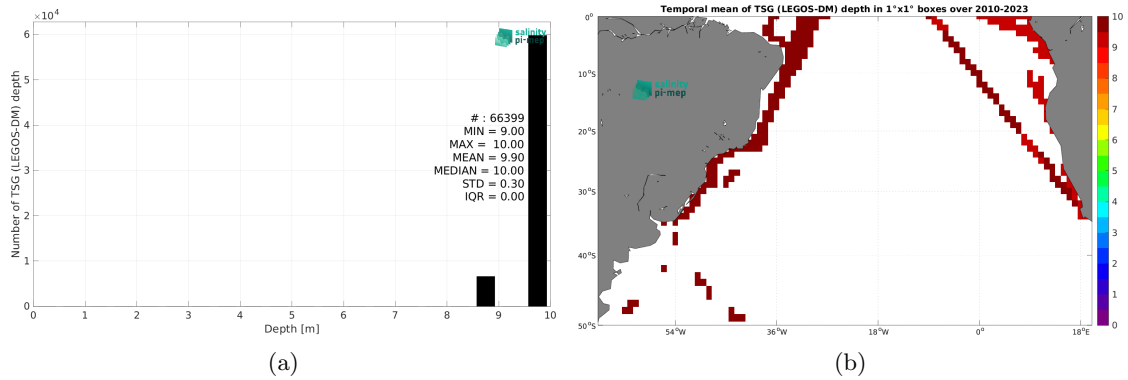 ×10⁴
6
5
4
3
2
1
0
Number of TSG (LEGOS-DM) depth
salinity
pi-mep
# : 66399
MIN = 9.00
MAX = 10.00
MEAN = 9.90
MEDIAN = 10.00
STD = 0.30
IQR = 0.00
0 1 2 3 4 5 6 7 8 9 10
Depth [m]
(a)
Temporal mean of TSG (LEGOS-DM) depth in 1°x1° boxes over 2010-2023
0°
10°S
20°S
30°S
40°S
50°S
salinity
pi-mep
54°W 36°W 18°W 0° 18°E
10
9
8
7
6
5
4
3
2
1
0
(b)